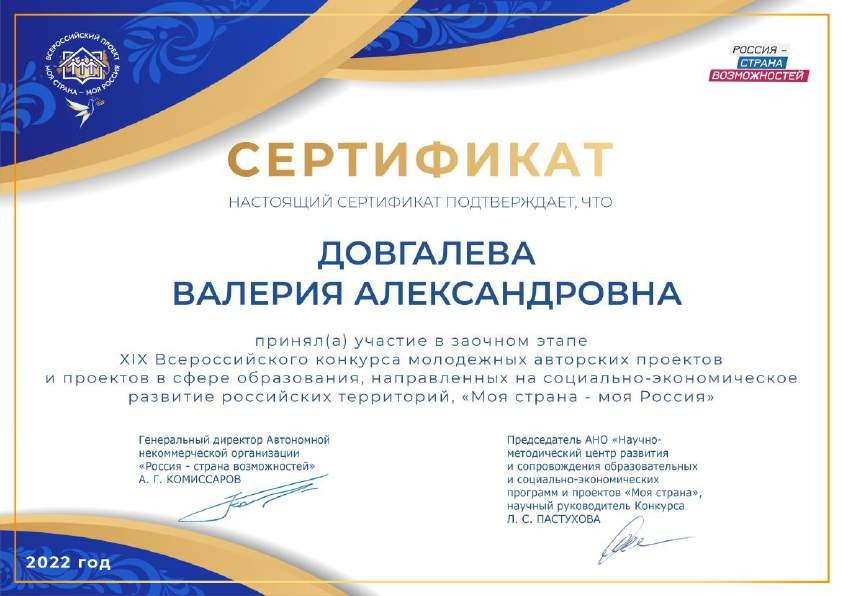 ВСЕРОССИЙСКИЙ ПРОЕКТ
МОЯ СТРАНА – МОЯ РОССИЯ
РОССИЯ –
СТРАНА
ВОЗМОЖНОСТЕЙ
СЕРТИФИКАТ
НАСТОЯЩИЙ СЕРТИФИКАТ ПОДТВЕРЖДАЕТ, ЧТО
ДОВГАЛЕВА
ВАЛЕРИЯ АЛЕКСАНДРОВНА
принял(а) участие в заочном этапе
XIX Всероссийского конкурса молодежных авторских проектов
и проектов в сфере образования, направленных на социально-экономическое
развитие российских территорий, «Моя страна - моя Россия»
Генеральный директор Автономной
некоммерческой организации
«Россия - страна возможностей»
А. Г. КОМИССАРОВ
Председатель АНО «Научно-
методический центр развития
и сопровождения образовательных
и социально-экономических
программ и проектов «Моя страна»,
научный руководитель Конкурса
Л. С. ПАСТУХОВА
2022 год